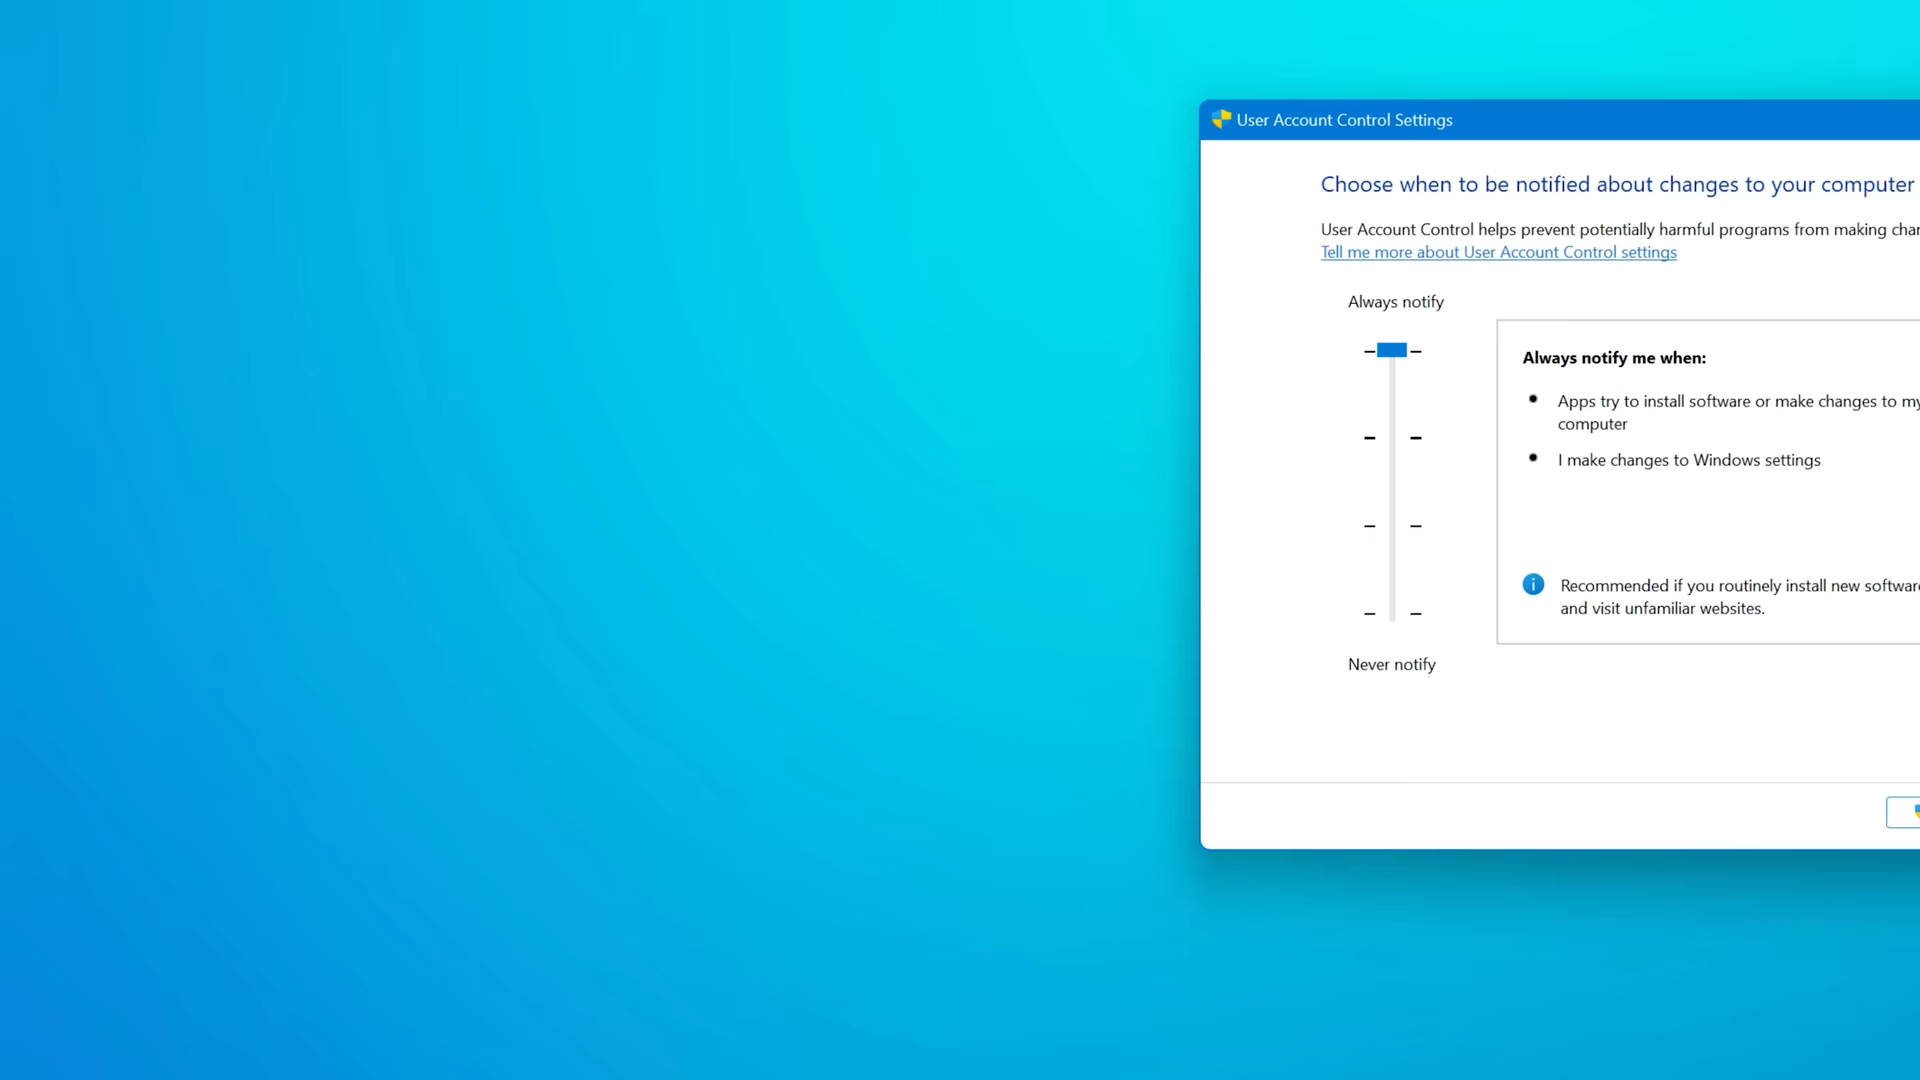 User Account Control Settings
Choose when to be notified about changes to your computer
User Account Control helps prevent potentially harmful programs from making
Tell me more about User Account Control settings
Always notify
Always notify me when:
Apps try to install software or make changes to my
computer
I make changes to Windows settings
Recommended if you routinely install new software
and visit unfamiliar websites.
Never notify